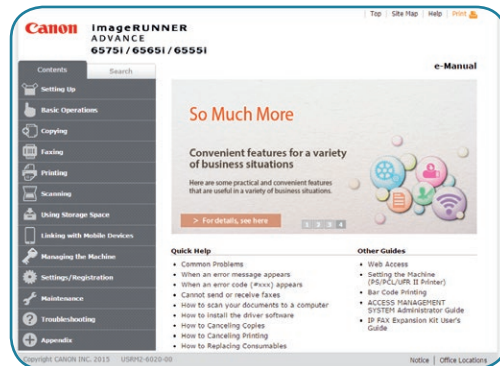 Top | Site Map | Help | Print
Canon
imageRUNNER
ADVANCE
6575i / 6565i / 6555i
Contents
Search
e-Manual
Setting Up
Basic Operations
Copying
Faxing
Printing
Scanning
Using Storage Space
Linking with Mobile Devices
Managing the Machine
Settings/Registration
Maintenance
Troubleshooting
Appendix
So Much More
Convenient features for a variety
of business situations
Here are some practical and convenient features
that are useful in a variety of business situations.
> For details, see here
1 2 3 4
Quick Help
• Common Problems
• When an error message appears
• When an error code (#xxx) appears
• Cannot send or receive faxes
• How to scan your documents to a computer
• How to install the driver software
• How to Canceling Copies
• How to Canceling Printing
• How to Replacing Consumables
Other Guides
• Web Access
• Setting the Machine
(PS/PCL/UFR II Printer)
• Bar Code Printing
• ACCESS MANAGEMENT
SYSTEM Administrator Guide
• IP FAX Expansion Kit User's
Guide
Copyright CANON INC. 2015 USRM2-6020-00
Notice | Office Locations